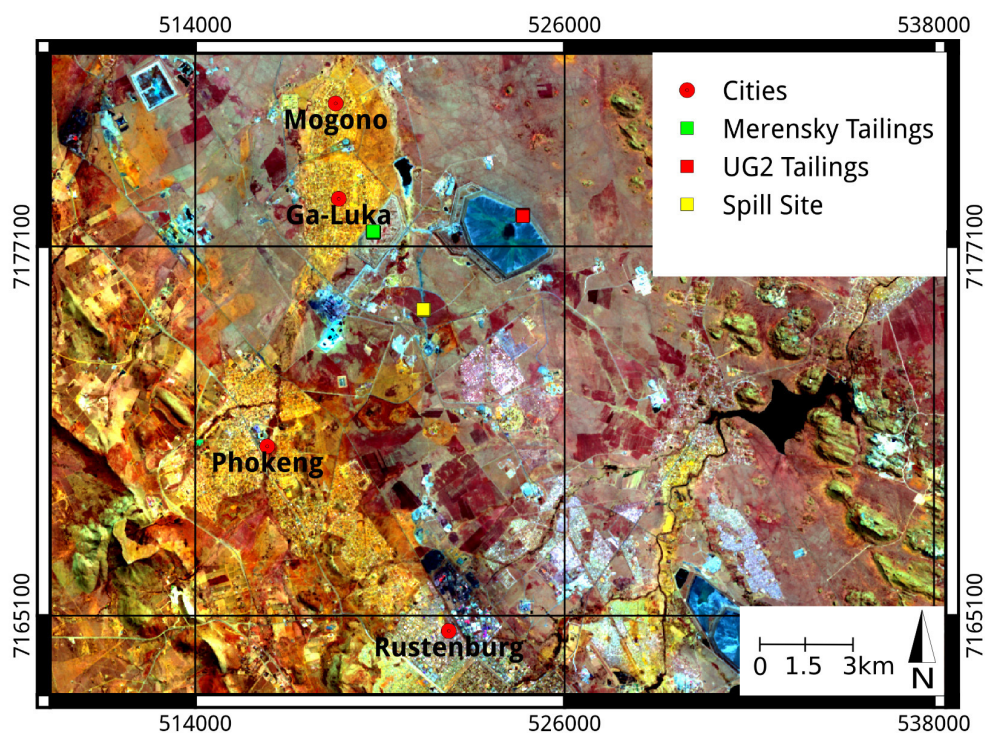 514000 526000 538000
Cities
Merensky Tailings
UG2 Tailings
Spill Site
Mogono
Ga-Luka
7177100 7177100
Phokeng
7165100 7165100
Rustenburg
0 1.5 3km
N
514000 526000 538000